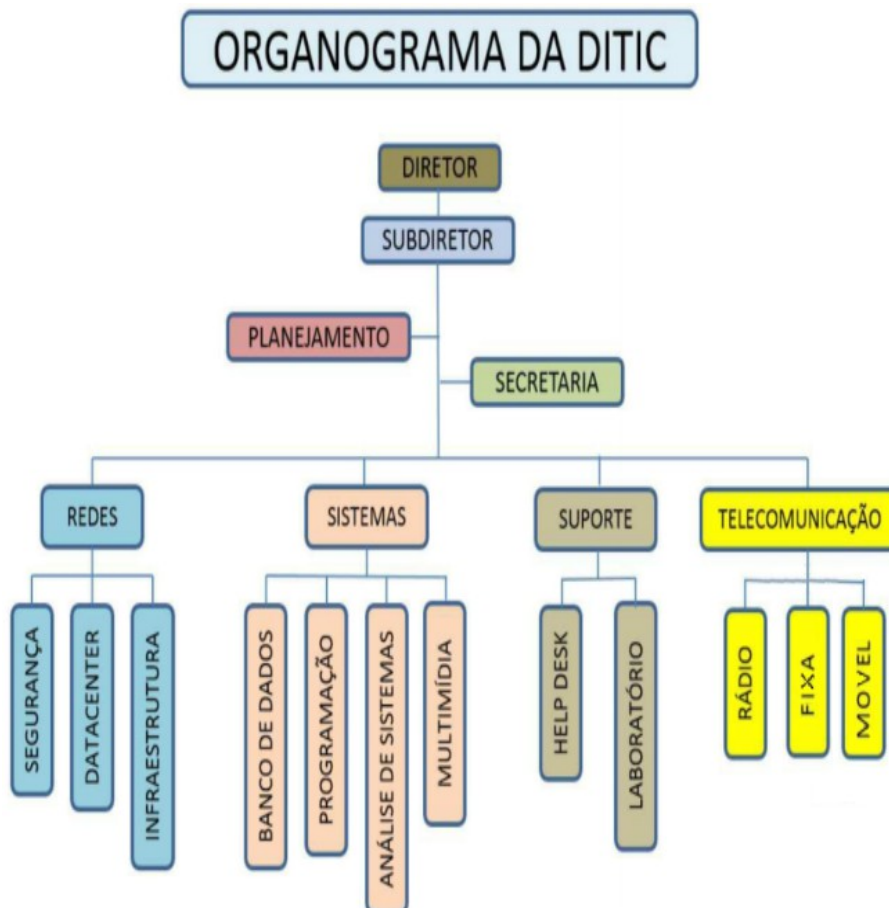 ORGANOGRAMA DA DITIC
DIRETOR
SUBDIRETOR
PLANEJAMENTO
SECRETARIA
REDES
SISTEMAS
SUPORTE
TELECOMUNICAÇÃO
SEGURANÇA
DATACENTER
INFRAESTRUTURA
BANCO DE DADOS
PROGRAMAÇÃO
ANÁLISE DE SISTEMAS
MULTIMÍDIA
HELP DESK
LABORATÓRIO
RÁDIO
FIXA
MOVEL